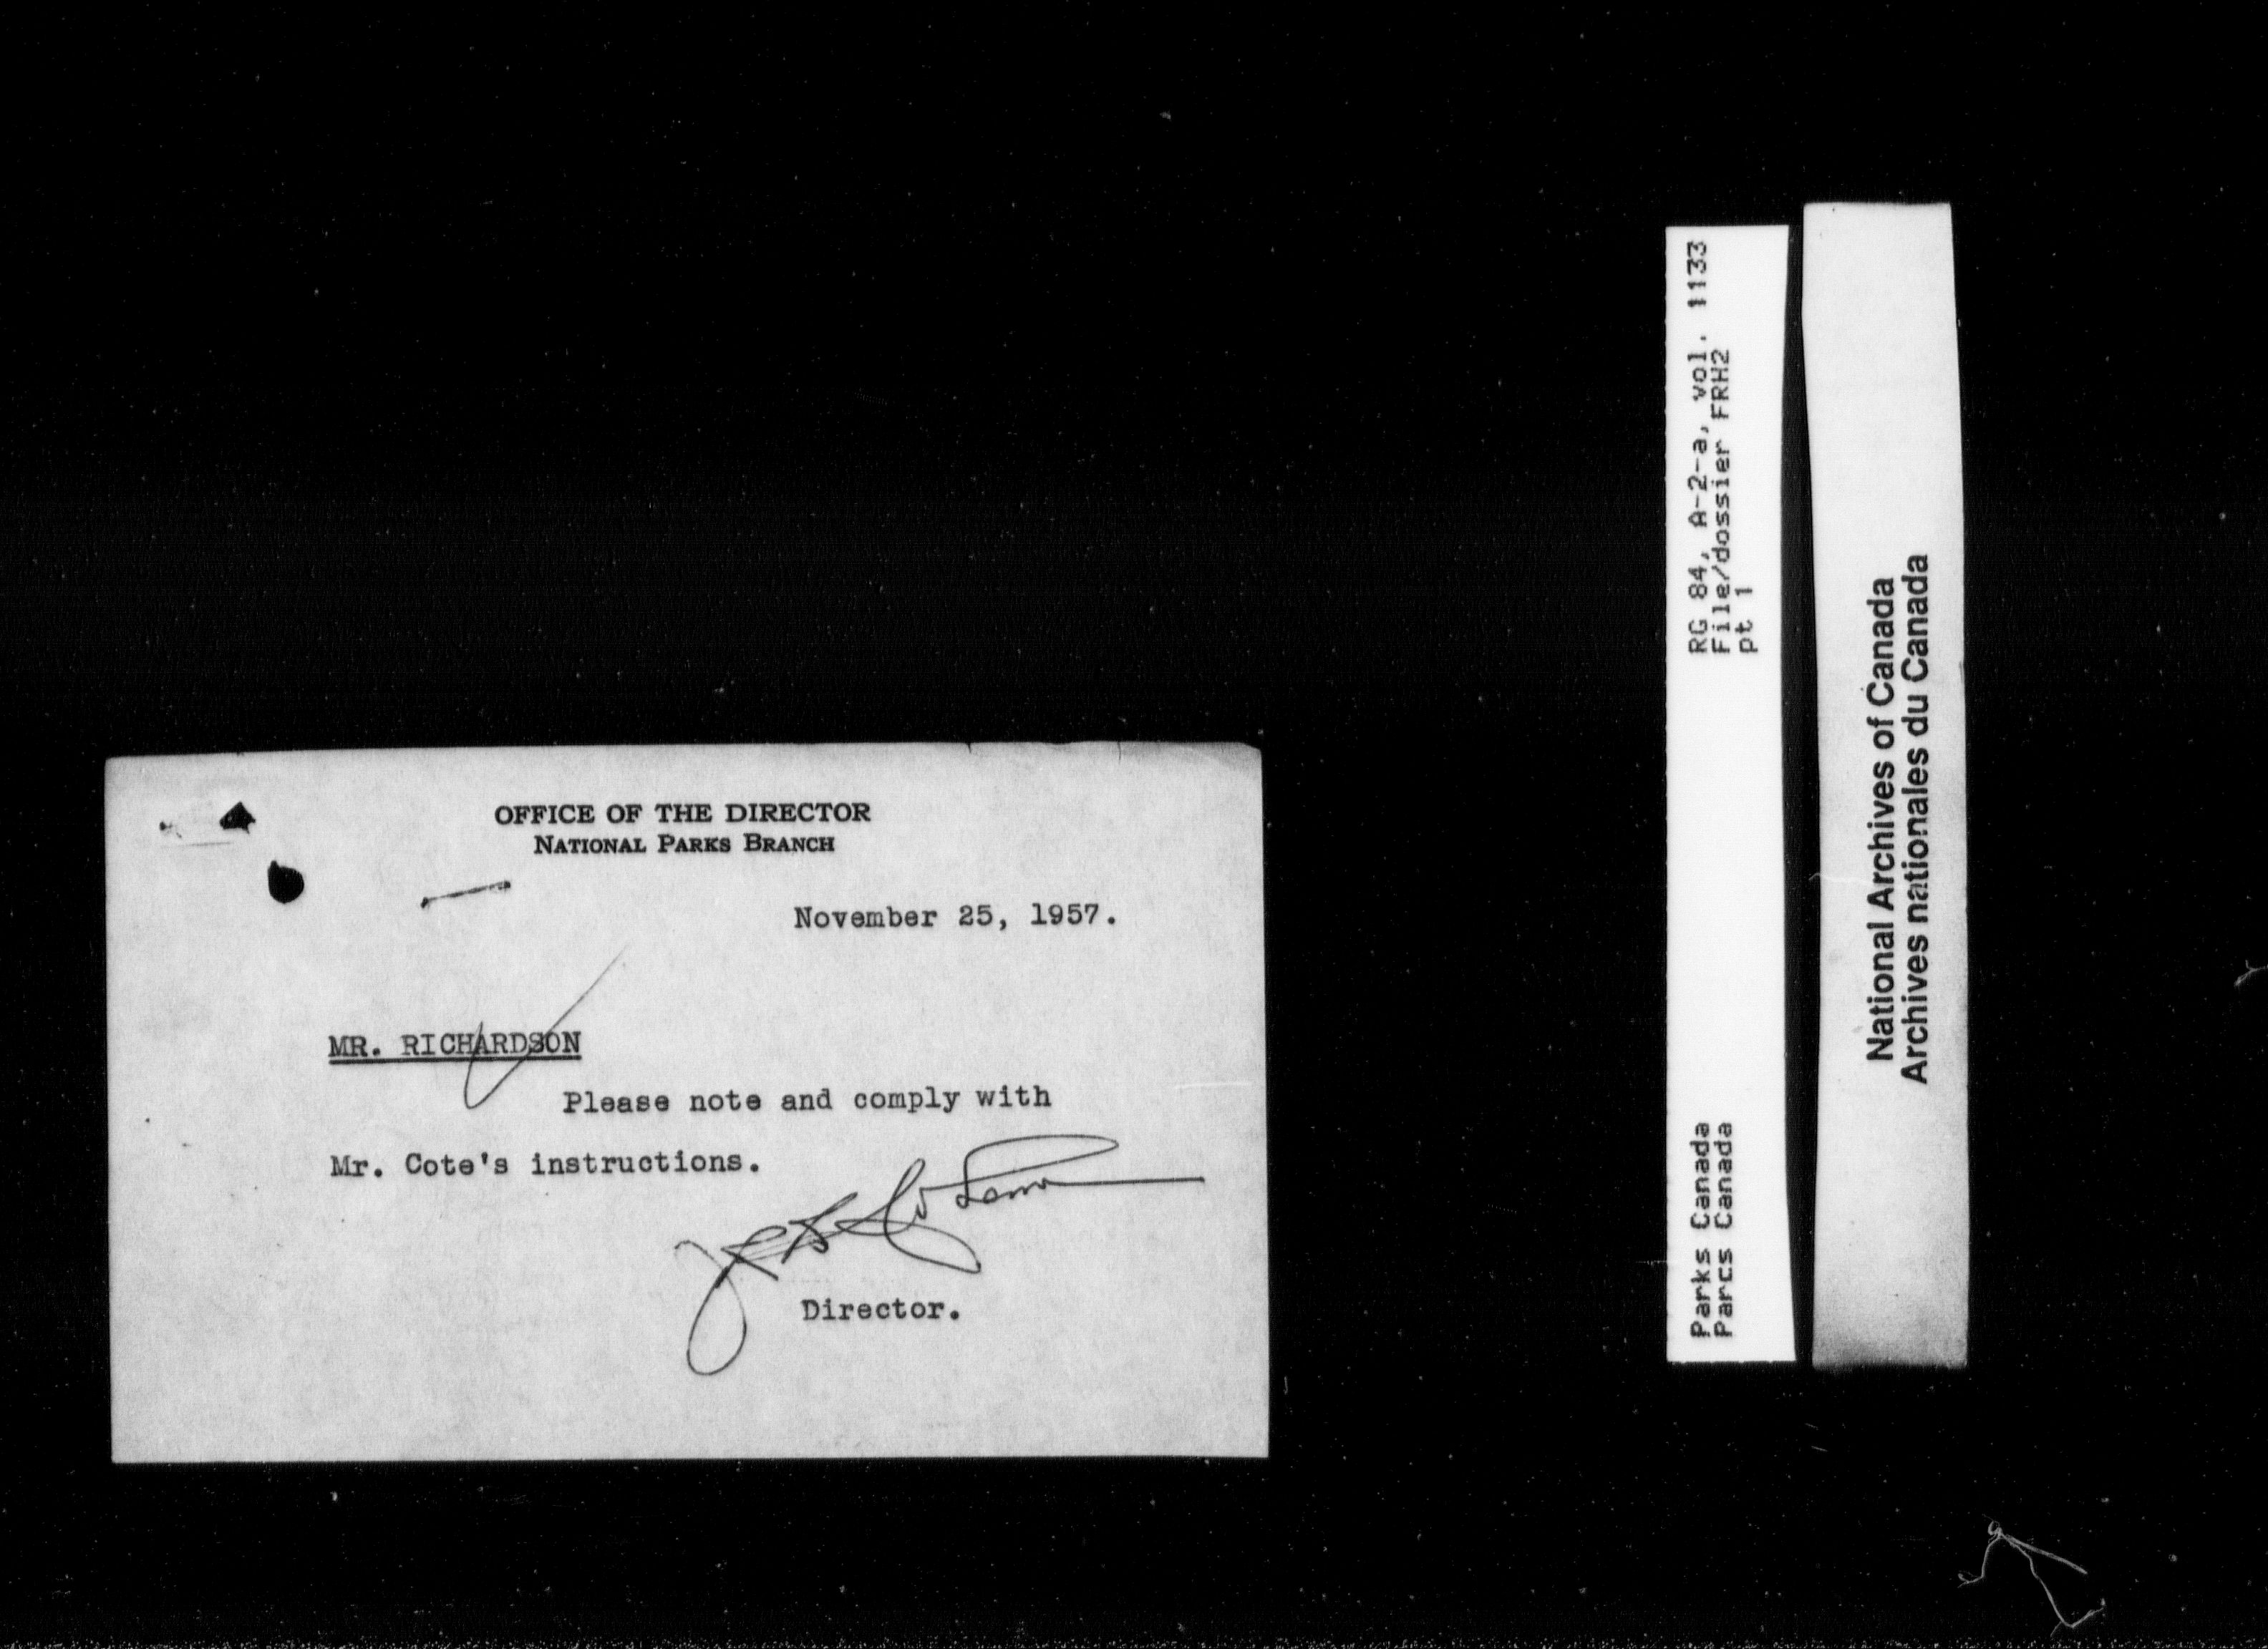 OFFICE OF THE DIRECTOR
NATIONAL PARKS BRANCH
November 25, 1957.
MR. RICHARDSON
Please note and comply with
Mr. Cote's instructions.
Director.
RG 84, A-2-a, vol. 1133
File/dossier FRH2
pt 1
Parks Canada
Parcs Canada
National Archives of Canada
Archives nationales du Canada